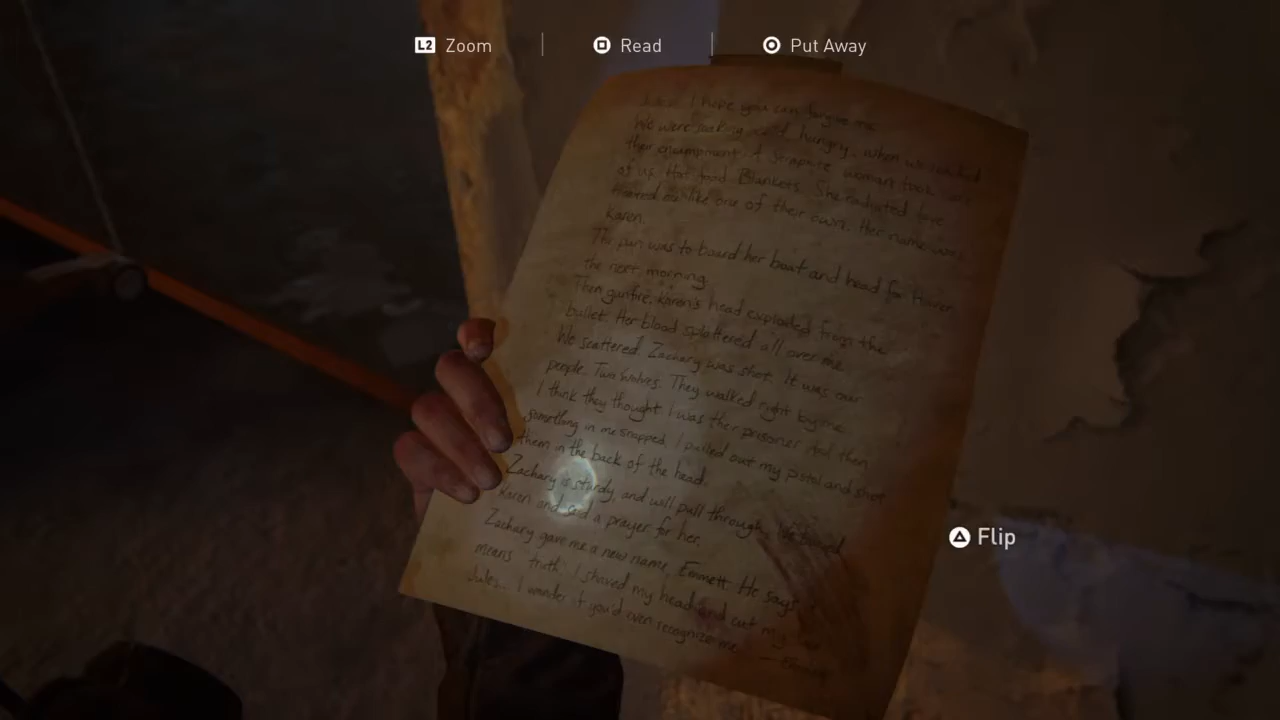 L2 Zoom
Read
Put Away
I hope you can forgive me
We were looking hungry when we reached
their encampment. A seraphite woman took
of us. Hot food. Blankets. She radiated love
treated me like one of their own. Her name was
Karen.
The plan was to board her boat and head for Haven
the next morning.
Then gunfire. Karen's head exploded from the
bullet. Her blood splattered all over me.
We scattered. Zachary was shot. It was our
people. Two Wolves. They walked right by me.
I think they thought I was their prisoner. And then
something in me snapped. I pulled out my pistol and shot
them in the back of the head.
Zachary is sturdy, and will pull through. We buried
Karen and said a prayer for her.
Zachary gave me a new name. Emmett. He says
means truth. I shaved my head and cut my
Jules... I wonder if you'd even recognize me.
Flip